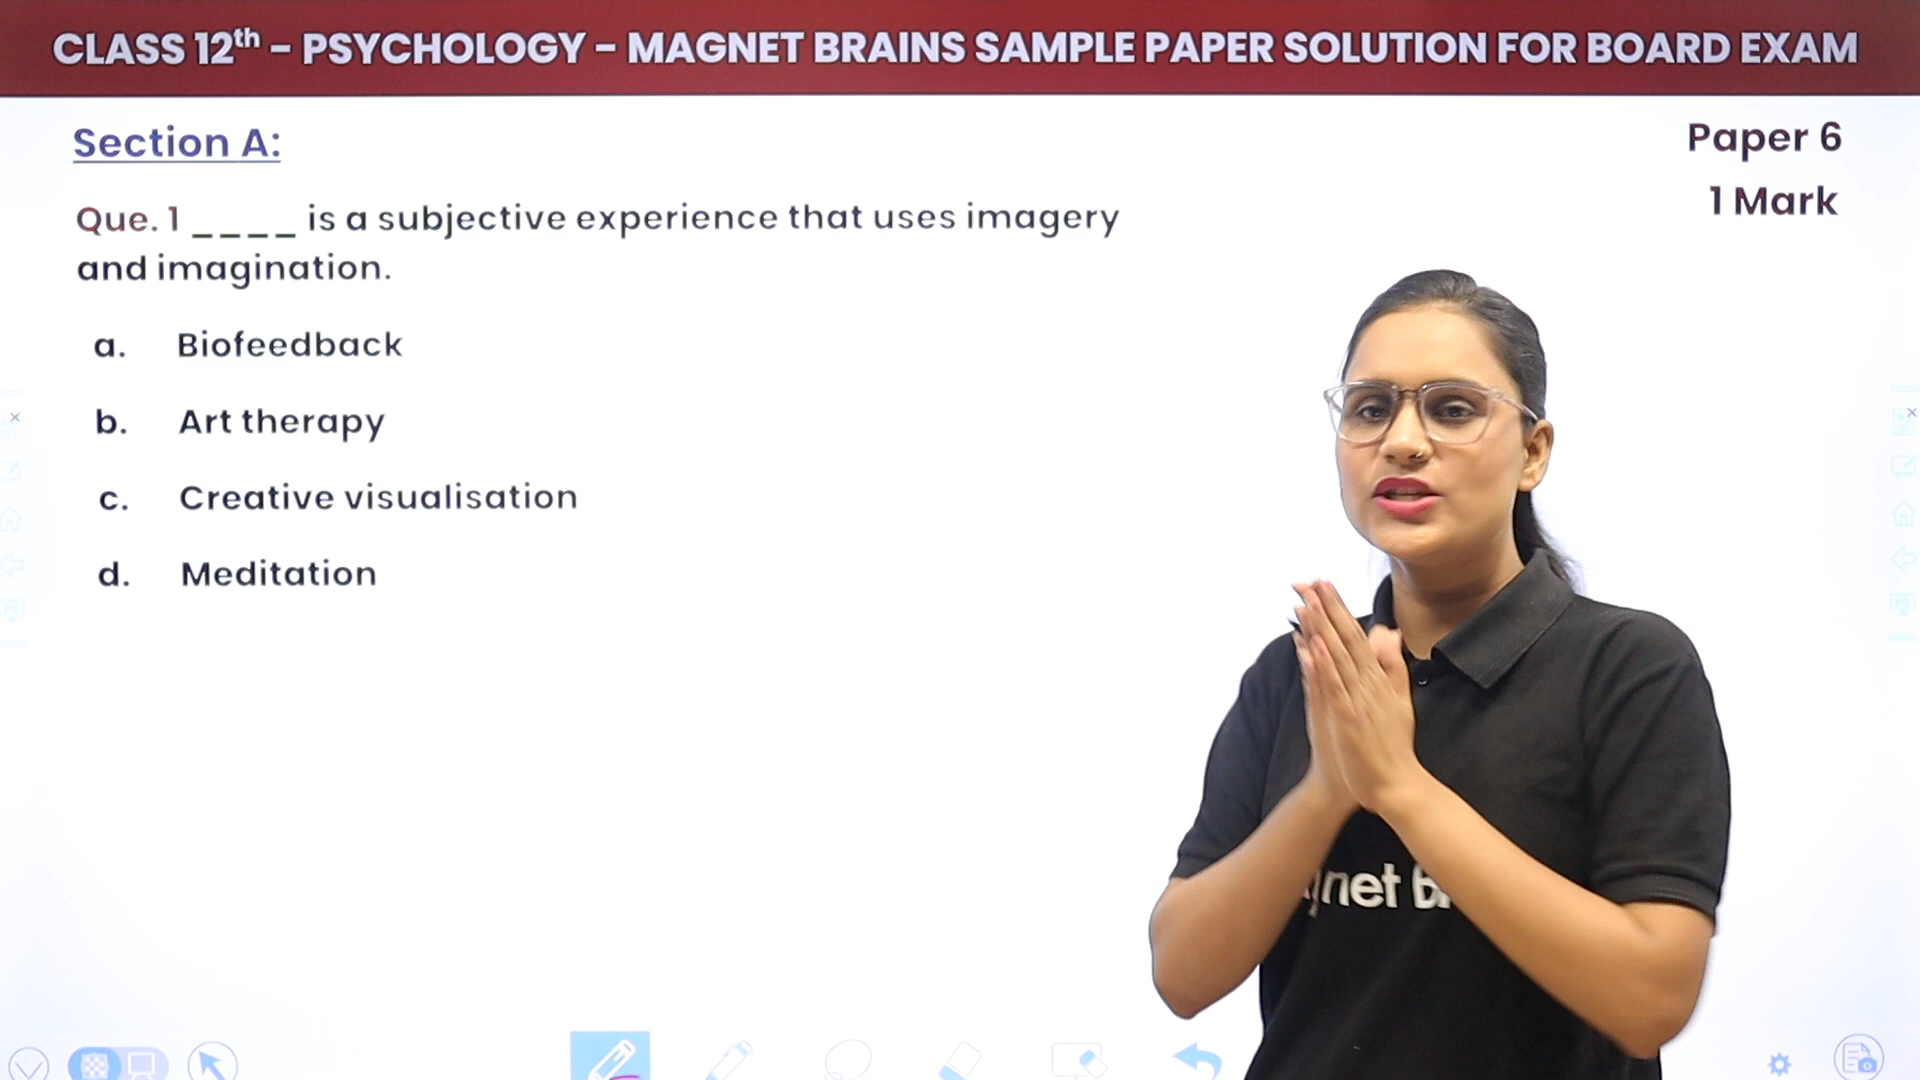 CLASS 12th – PSYCHOLOGY – MAGNET BRAINS SAMPLE PAPER SOLUTION FOR BOARD EXAM
Section A:
Paper 6
1 Mark
Que. 1 ____ is a subjective experience that uses imagery
and imagination.
a. Biofeedback
b. Art therapy
c. Creative visualisation
d. Meditation
gnet B